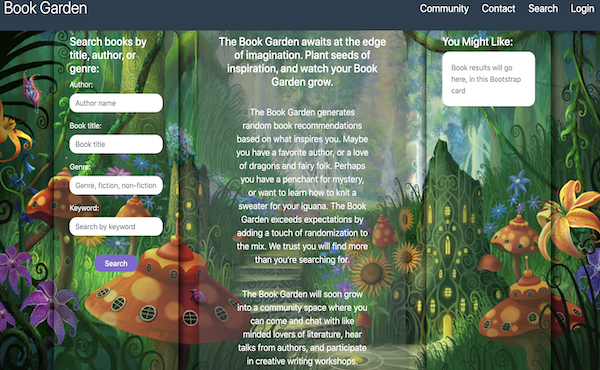 Book Garden
Community Contact Search Login
Search books by
title, author, or
genre:
Author:
Author name
Book title:
Book title
Genre:
Genre, fiction, non-fiction
Keyword:
Search by keyword
Search
The Book Garden awaits at the edge
of imagination. Plant seeds of
inspiration, and watch your Book
Garden grow.
The Book Garden generates
random book recommendations
based on what inspires you. Maybe
you have a favorite author, or a love
of dragons and fairy folk. Perhaps
you have a penchant for mystery,
or want to learn how to knit a
sweater for your iguana. The Book
Garden exceeds expectations by
adding a touch of randomization to
the mix. We trust you will find more
than you're searching for.
The Book Garden will soon grow
into a community space where you
can come and chat with like
minded lovers of literature, hear
talks from authors, and participate
in creative writing workshops.
You Might Like:
Book results will go
here, in this Bootstrap
card